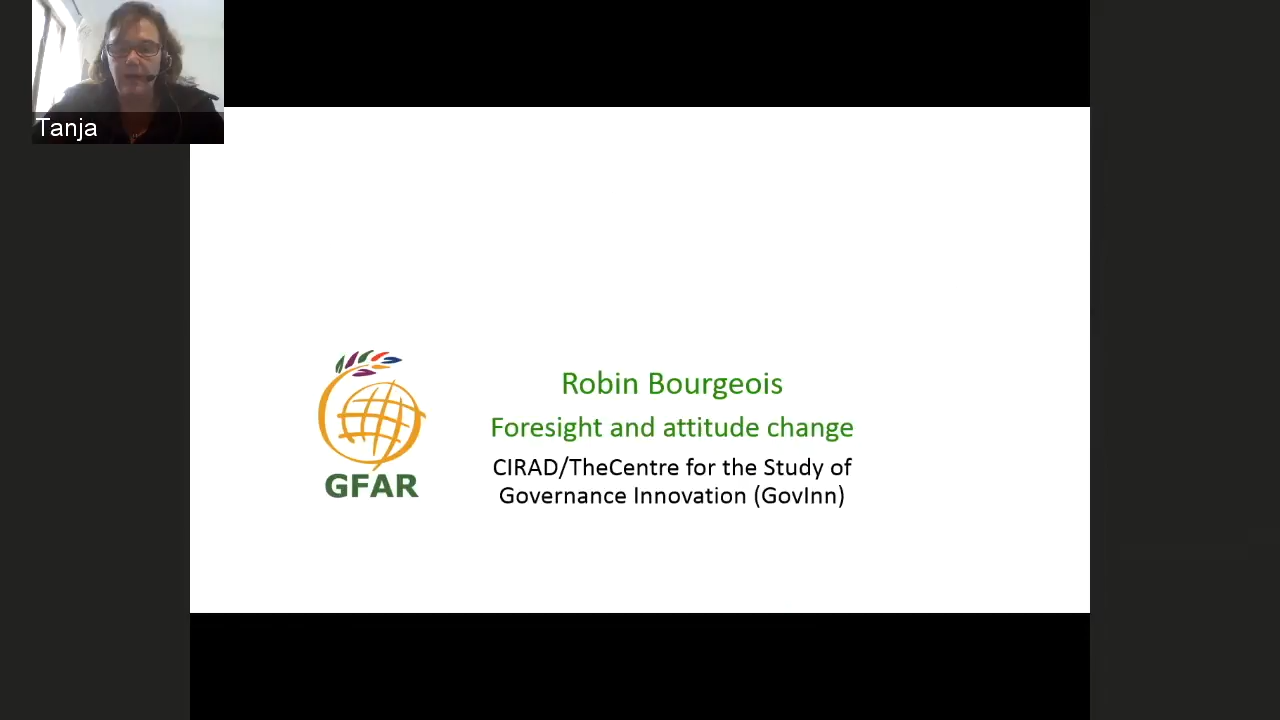 Tanja
Robin Bourgeois
Foresight and attitude change
CIRAD/TheCentre for the Study of
Governance Innovation (GovInn)
GFAR